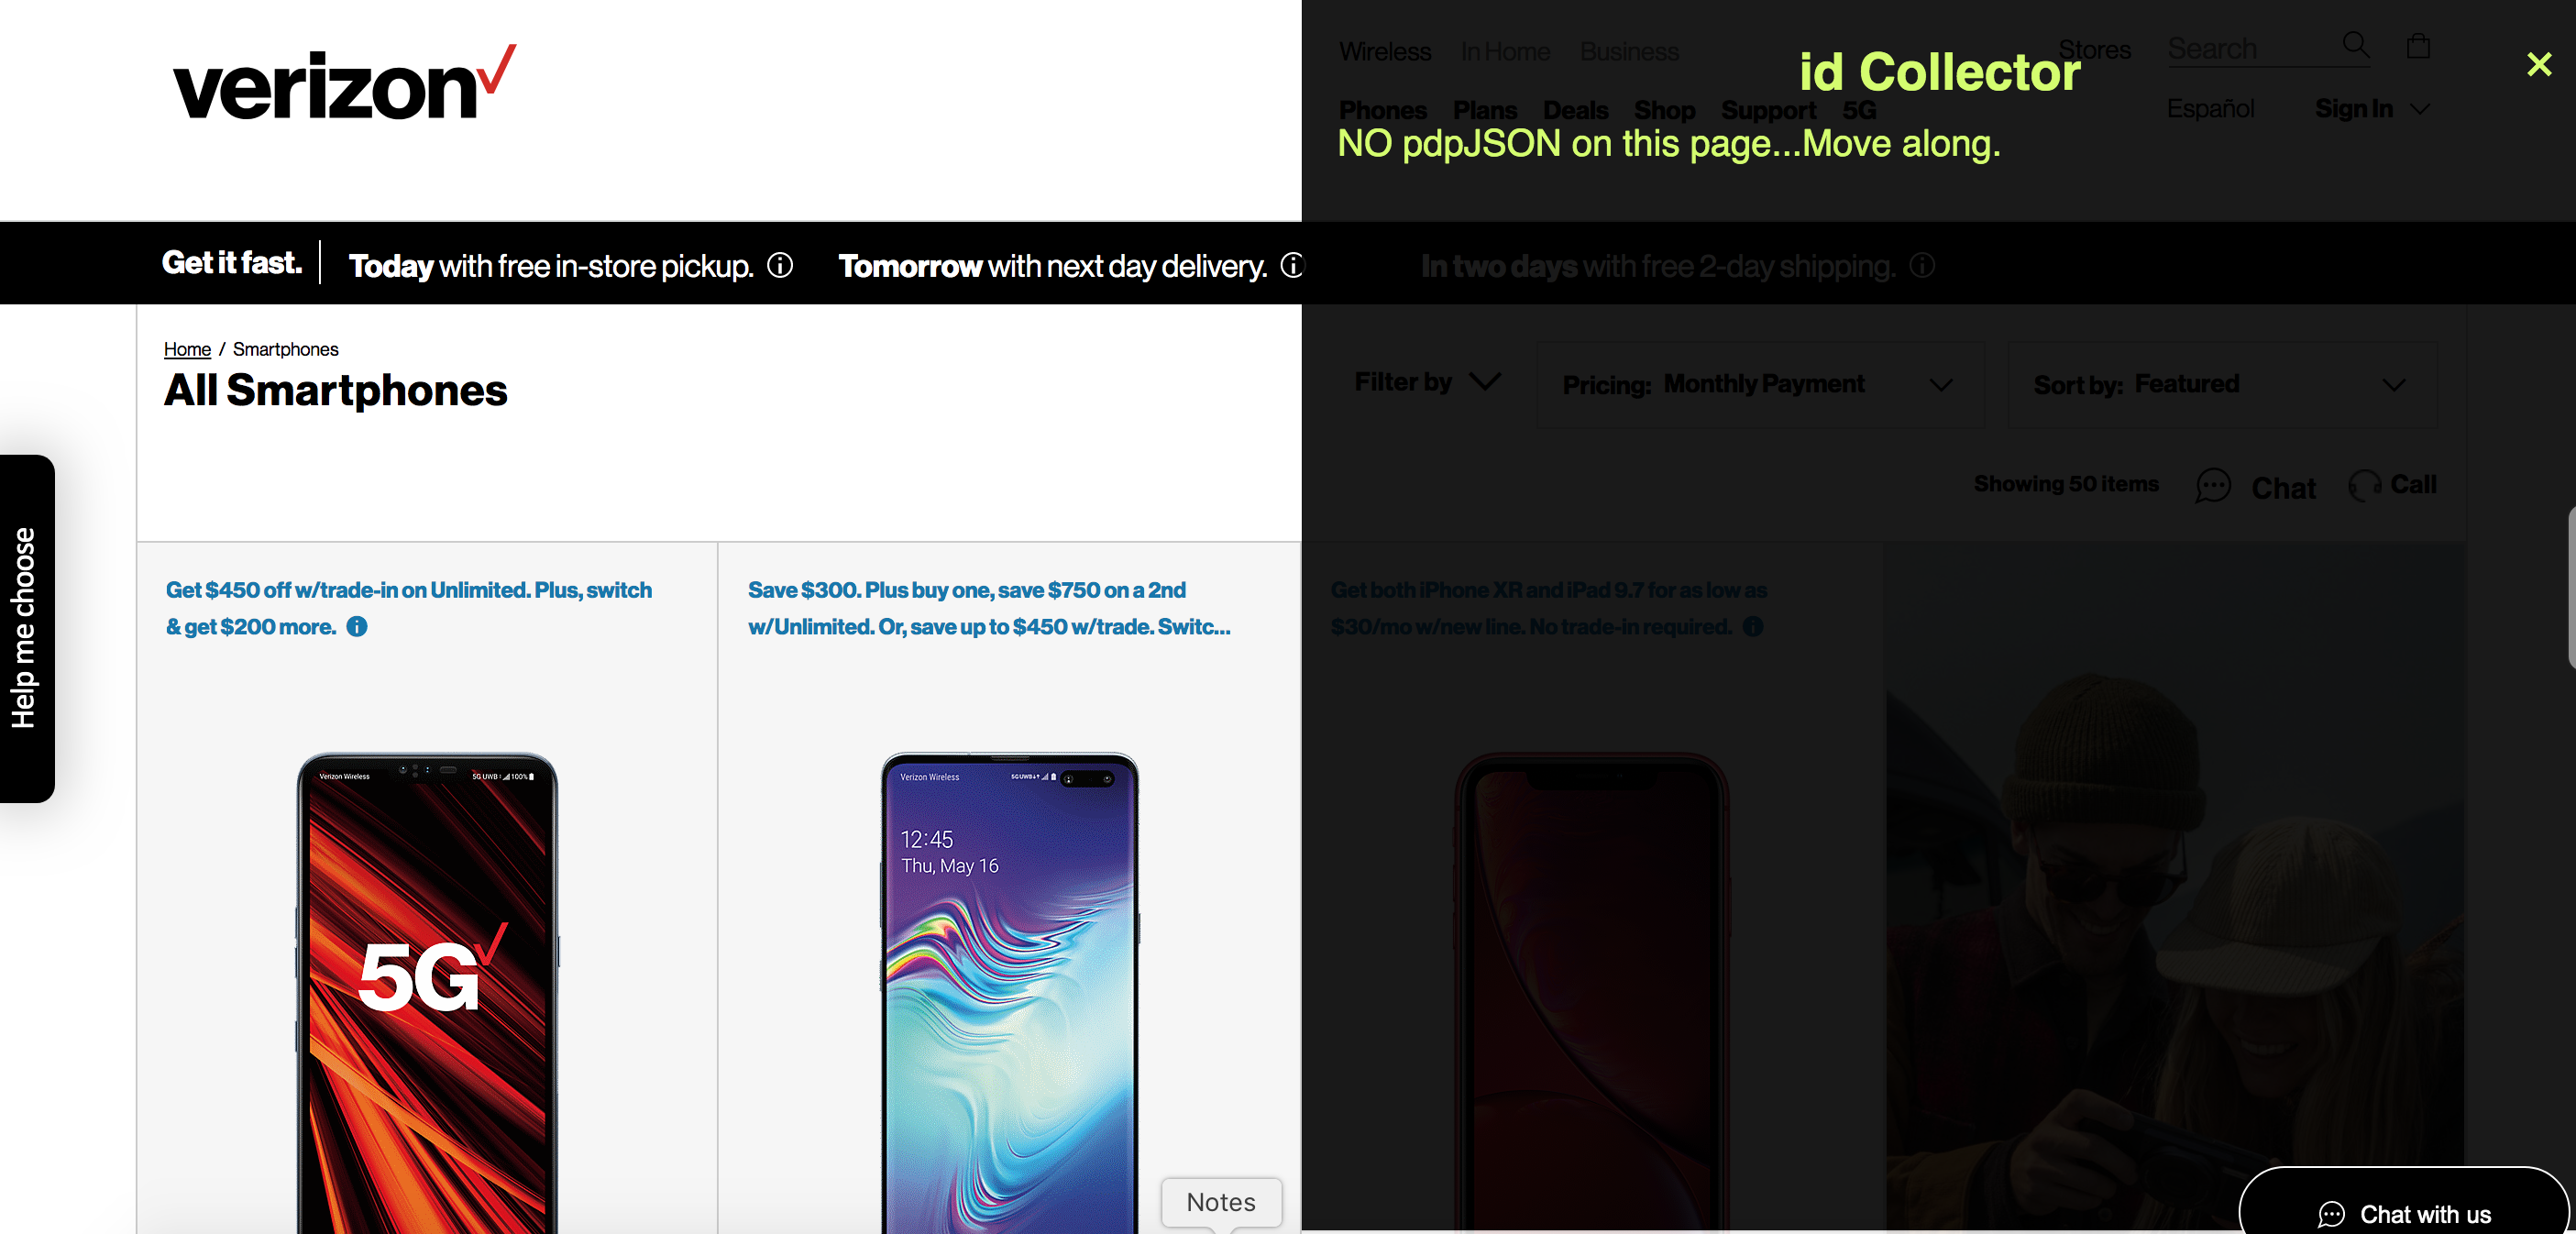 verizon
Wireless In Home Business
Stores
Search
id Collector
Phones Plans Deals Shop Support 5G
Español
Sign In
NO pdpJSON on this page...Move along.
Get it fast.
Today with free in-store pickup.
Tomorrow with next day delivery.
In two days with free 2-day shipping.
Home / Smartphones
All Smartphones
Filter by
Pricing: Monthly Payment
Sort by: Featured
Showing 50 items
Chat
Call
Help me choose
Get $450 off w/trade-in on Unlimited. Plus, switch
& get $200 more.
Save $300. Plus buy one, save $750 on a 2nd
w/Unlimited. Or, save up to $450 w/trade. Switc...
Get both iPhone XR and iPad 9.7 for as low as
$30/mo w/new line. No trade-in required.
Verizon Wireless
5G UWB
100%
5G
Verizon Wireless
5G UWB
12:45
Thu, May 16
Notes
Chat with us